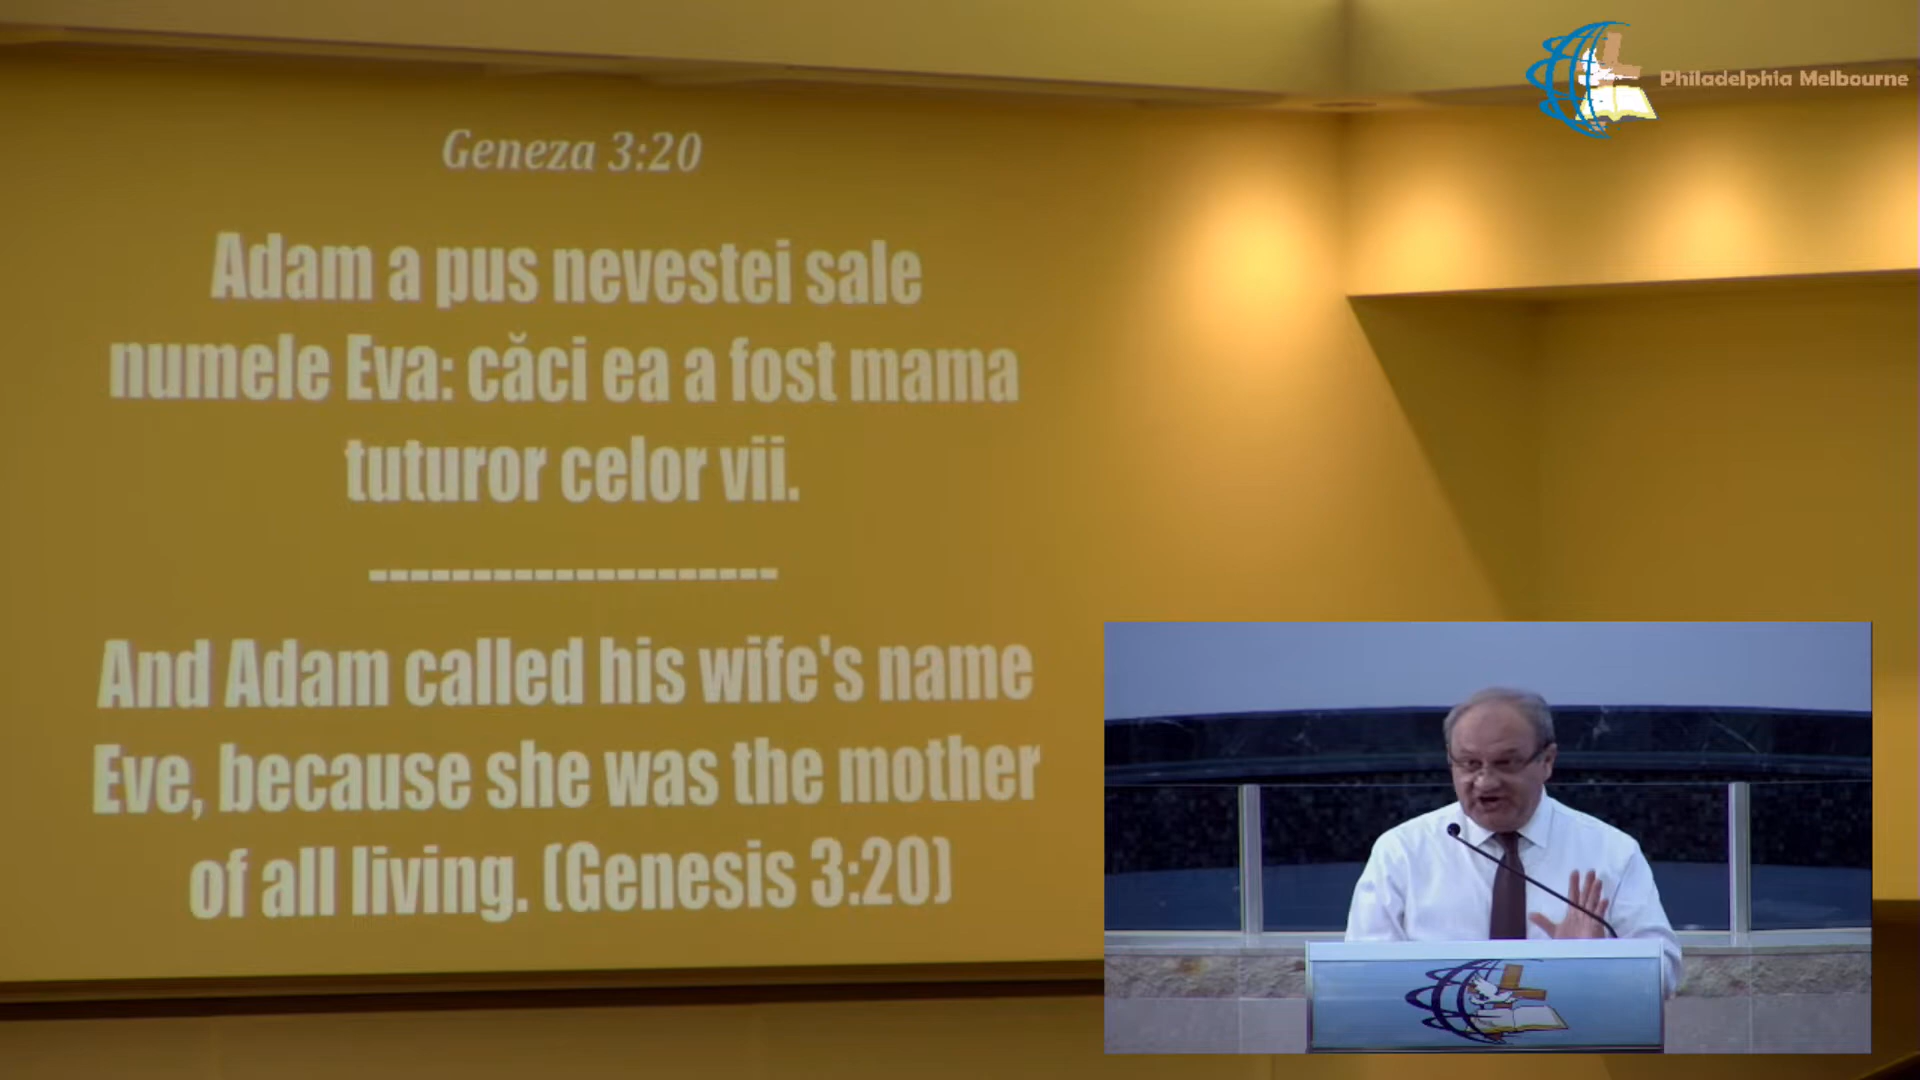 Philadelphia Melbourne
Geneza 3:20
Adam a pus nevestei sale
numele Eva: căci ea a fost mama
tuturor celor vii.
--------------------
And Adam called his wife's name
Eve, because she was the mother
of all living. (Genesis 3:20)